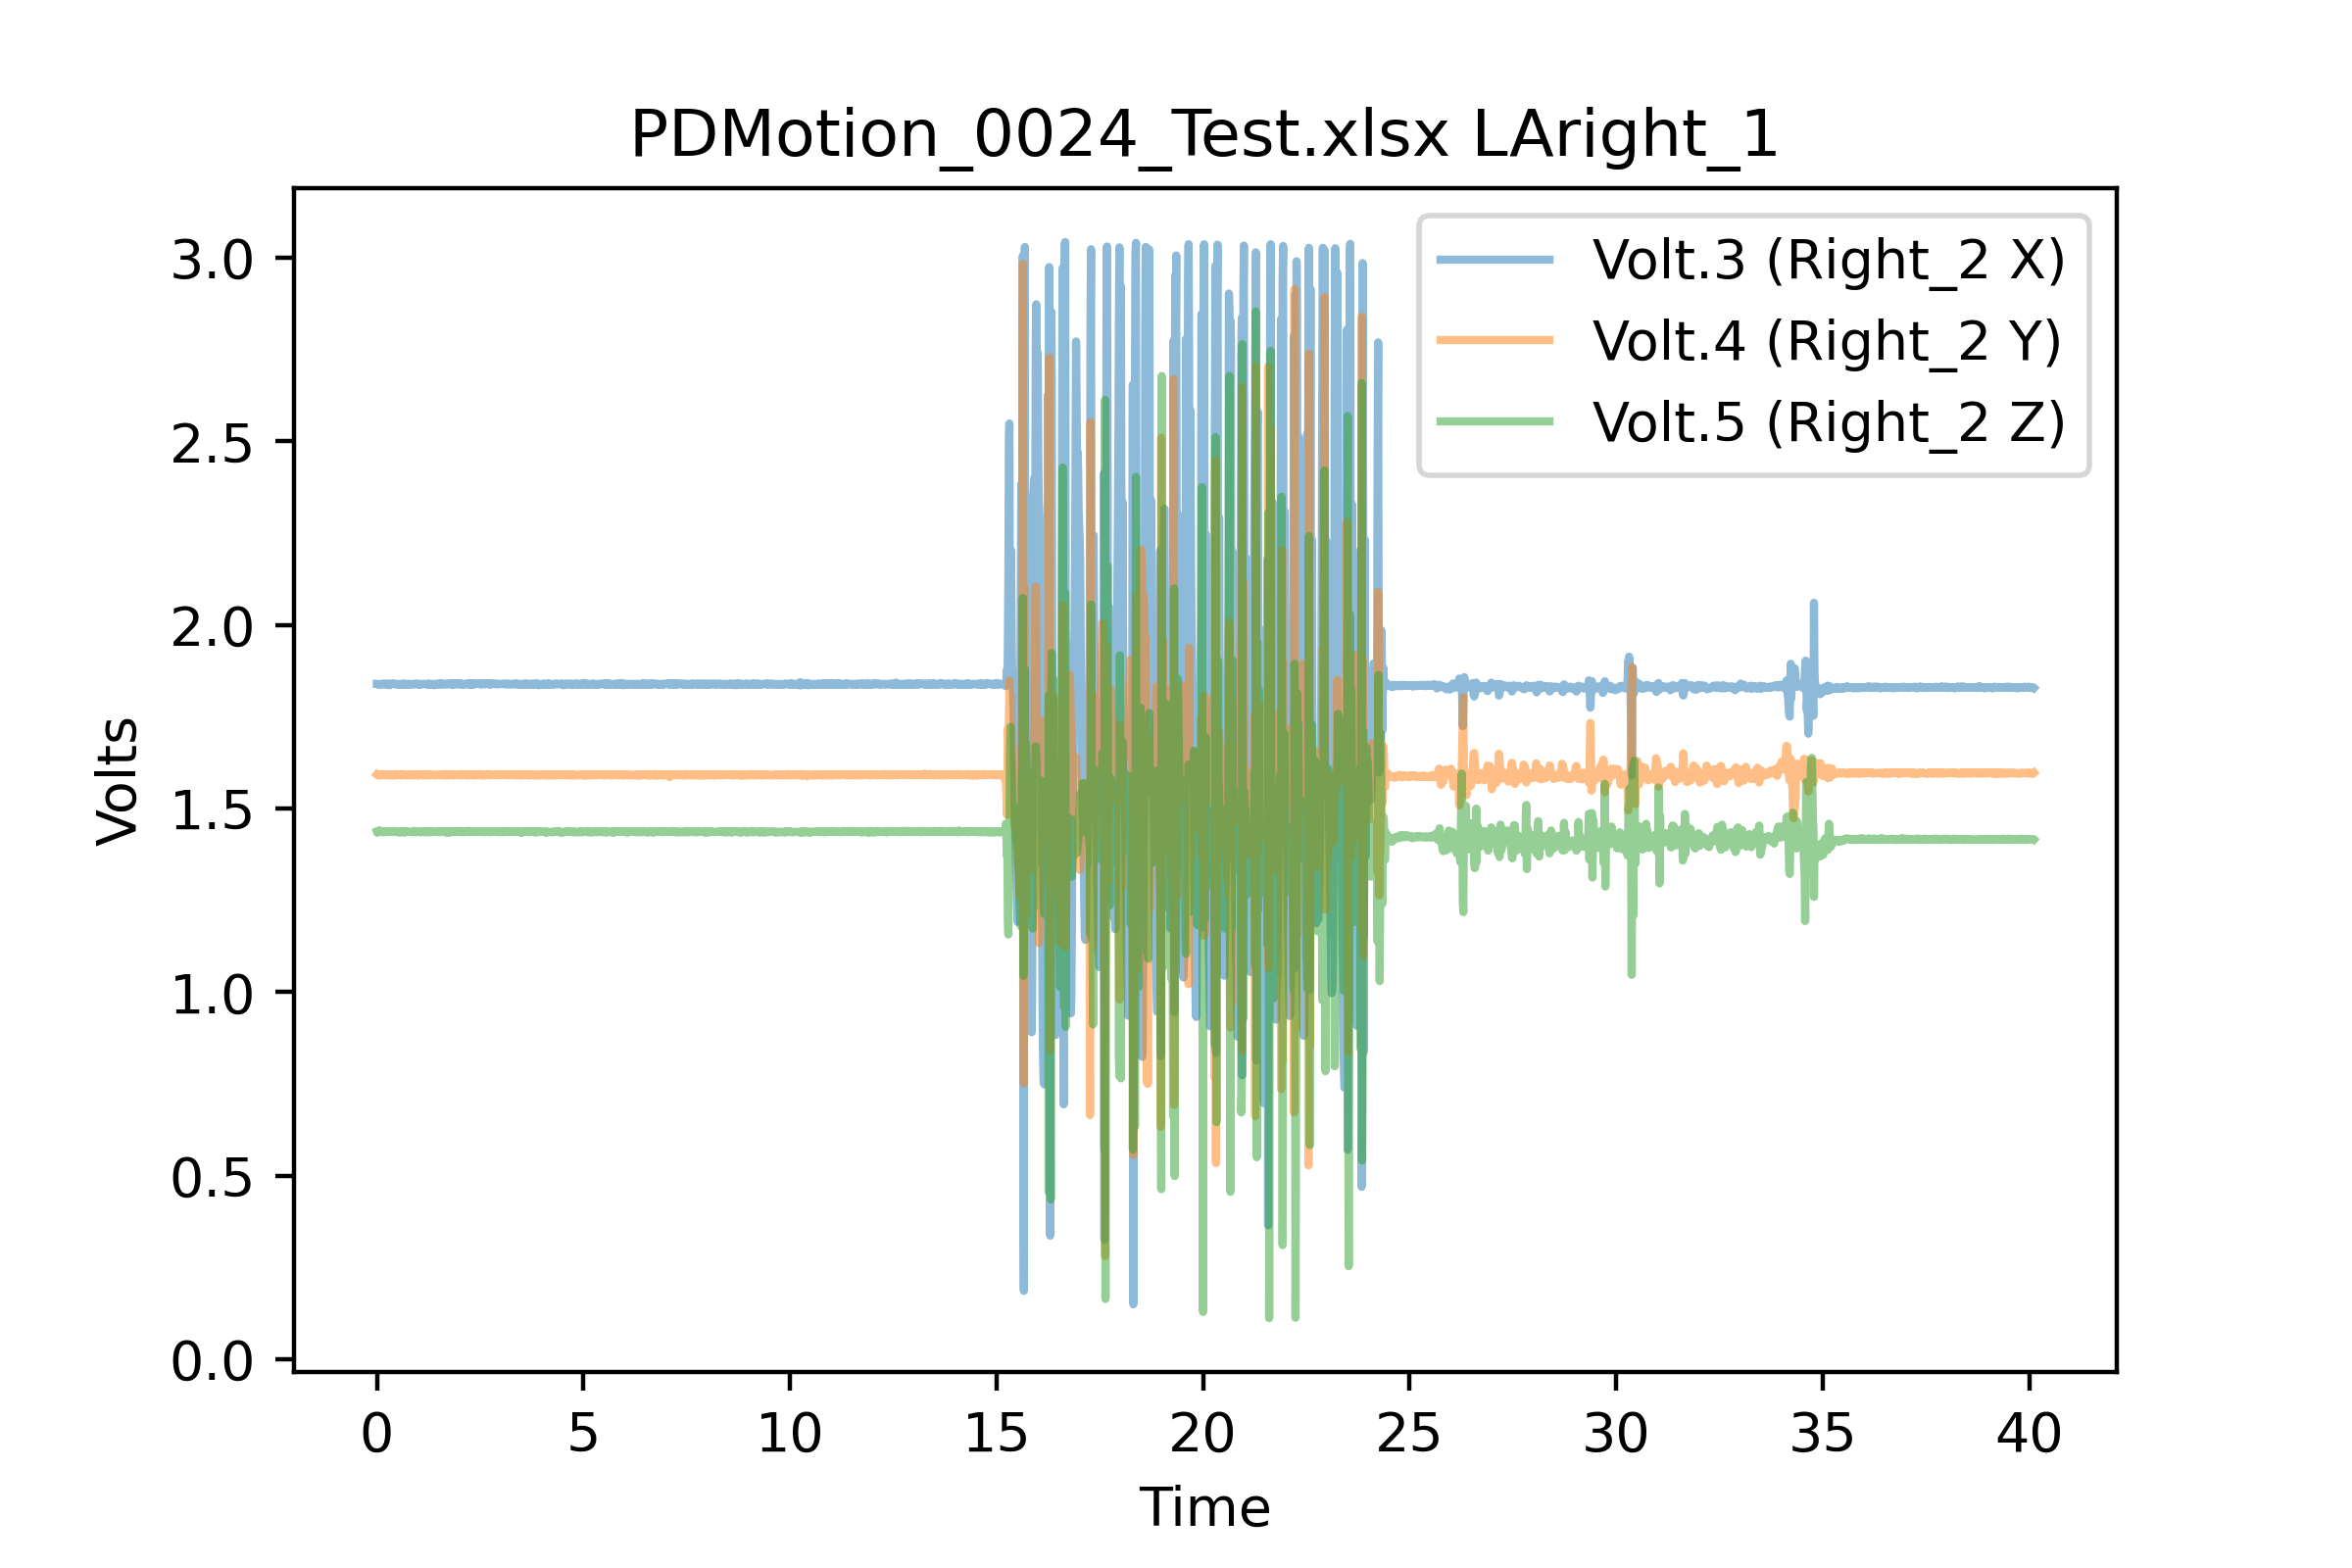 PDMotion_0024_Test.xlsx LAright_1
Volt.3 (Right_2 X)
Volt.4 (Right_2 Y)
Volt.5 (Right_2 Z)
Volts
3.0
2.5
2.0
1.5
1.0
0.5
0.0
0 5 10 15 20 25 30 35 40
Time